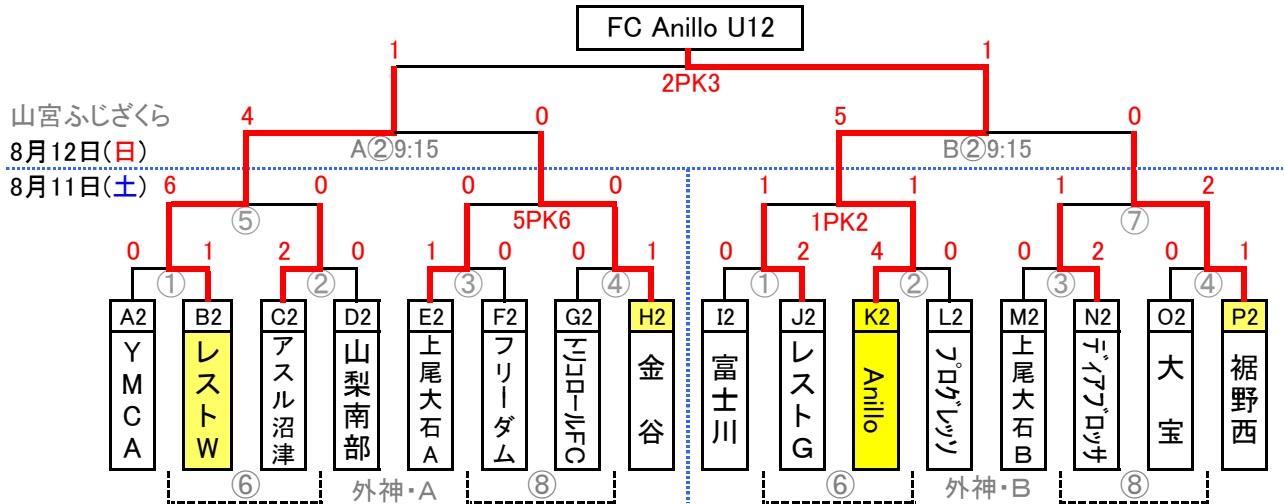 FC Anillo U12
1 1
2PK3
山宮ふじざくら
4 0 5 0
8月12日(日)
A②9:15 B②9:15
8月11日(土)
6 0 0 0 1 1 1 2
⑤ 5PK6 1PK2 ⑦
0 1 2 0 1 0 0 1 0 2 4 0 0 2 0 1
① ② ③ ④ ① ② ③ ④
A2 B2 C2 D2 E2 F2 G2 H2 I2 J2 K2 L2 M2 N2 O2 P2
YMCA
レストW
アスル沼津
山梨南部
上尾大石A
フリーダム
トリコロールFC
金谷
富士川
レストG
Anillo
プログレッソ
上尾大石B
ディアブロッサ
大宝
裾野西
⑥ 外神・A ⑧ ⑥ 外神・B ⑧